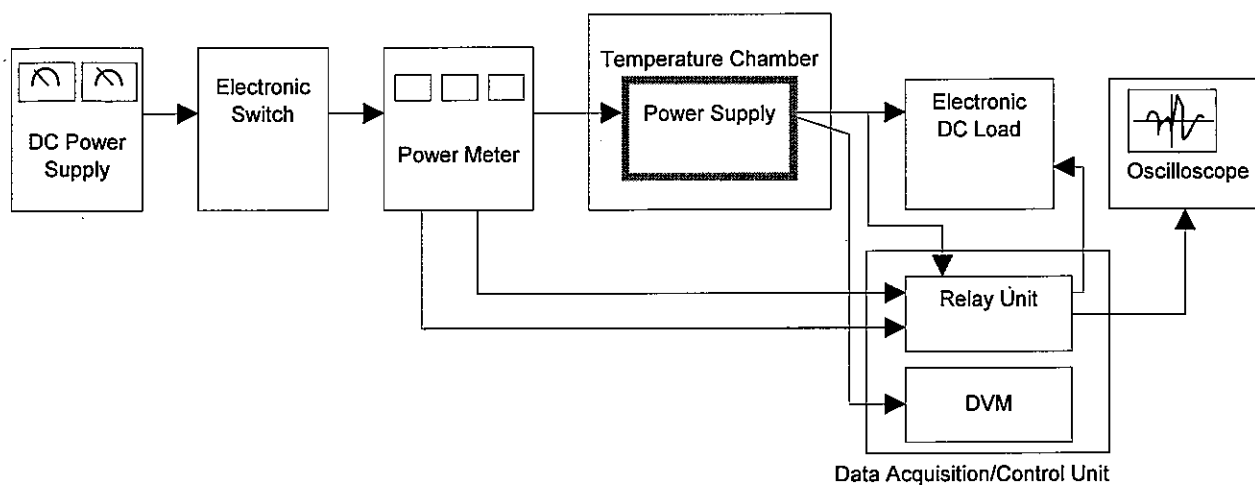 DC Power
Supply
Electronic
Switch
Power Meter
Temperature Chamber
Power Supply
Electronic
DC Load
Oscilloscope
Relay Unit
DVM
Data Acquisition/Control Unit